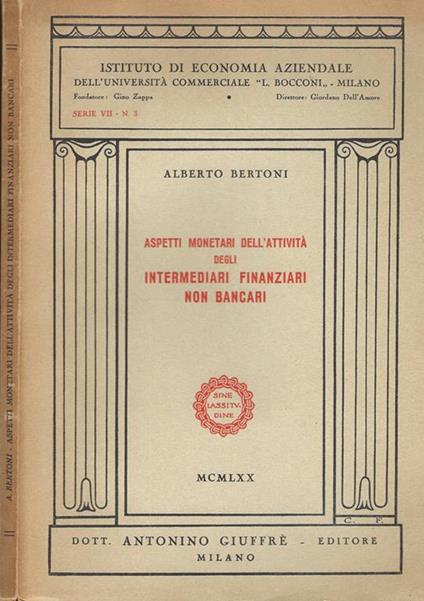 A. BERTONI - ASPETTI MONETARI DELL'ATTIVITÀ DEGLI INTERMEDIARI FINANZIARI NON BANCARI
ISTITUTO DI ECONOMIA AZIENDALE
DELL'UNIVERSITÀ COMMERCIALE "L. BOCCONI„ - MILANO
Fondatore: Gino Zappa • Direttore: Giordano Dell'Amore
SERIE VII - N. 3
ALBERTO BERTONI
ASPETTI MONETARI DELL'ATTIVITÀ
DEGLI
INTERMEDIARI FINANZIARI
NON BANCARI
SINE
LASSITV-
DINE
MCMLXX
C. F.
DOTT. ANTONINO GIUFFRÈ - EDITORE
MILANO